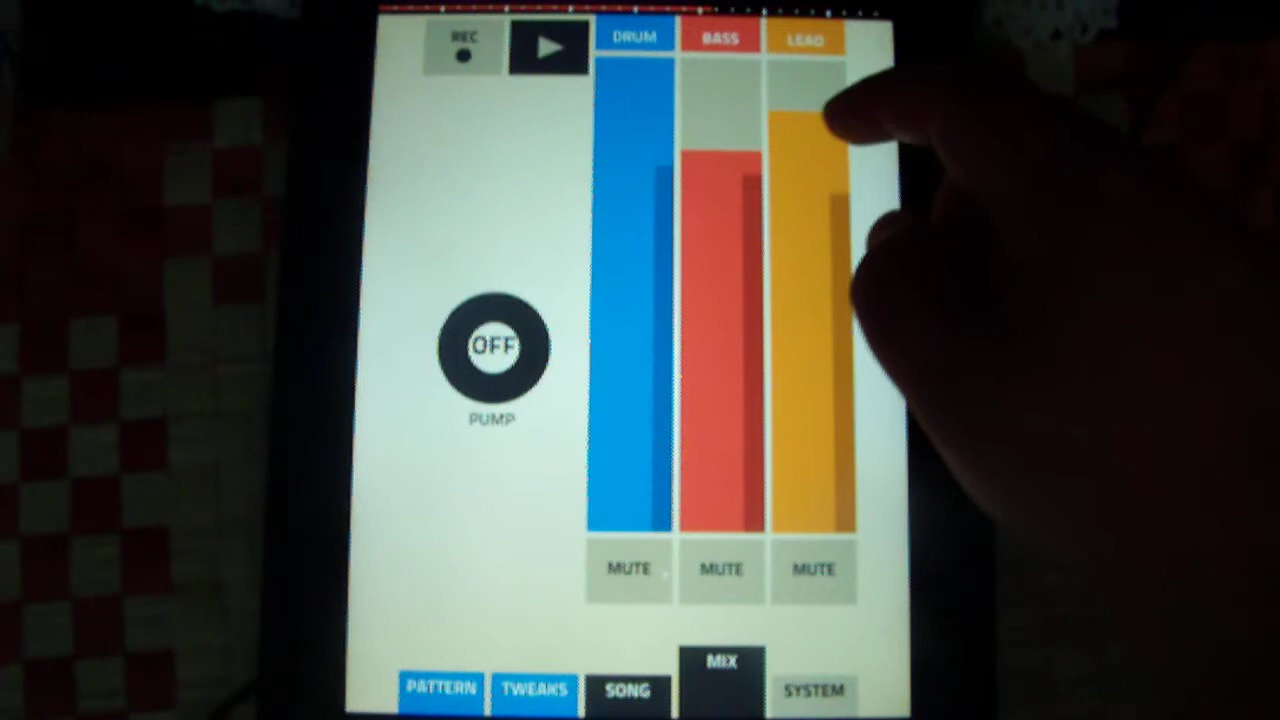 REC
DRUM
BASS
LEAD
OFF
PUMP
MUTE
MUTE
MUTE
PATTERN
TWEAKS
SONG
MIX
SYSTEM